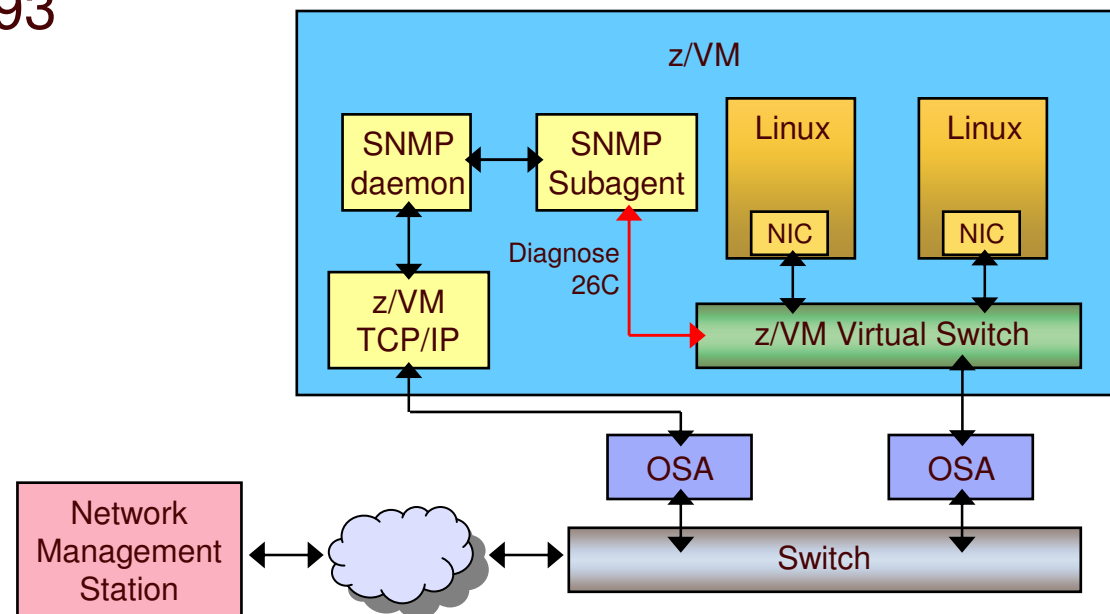 93
z/VM
SNMP
daemon
SNMP
Subagent
Linux
Linux
NIC
NIC
Diagnose
26C
z/VM
TCP/IP
z/VM Virtual Switch
OSA
OSA
Network
Management
Station
Switch